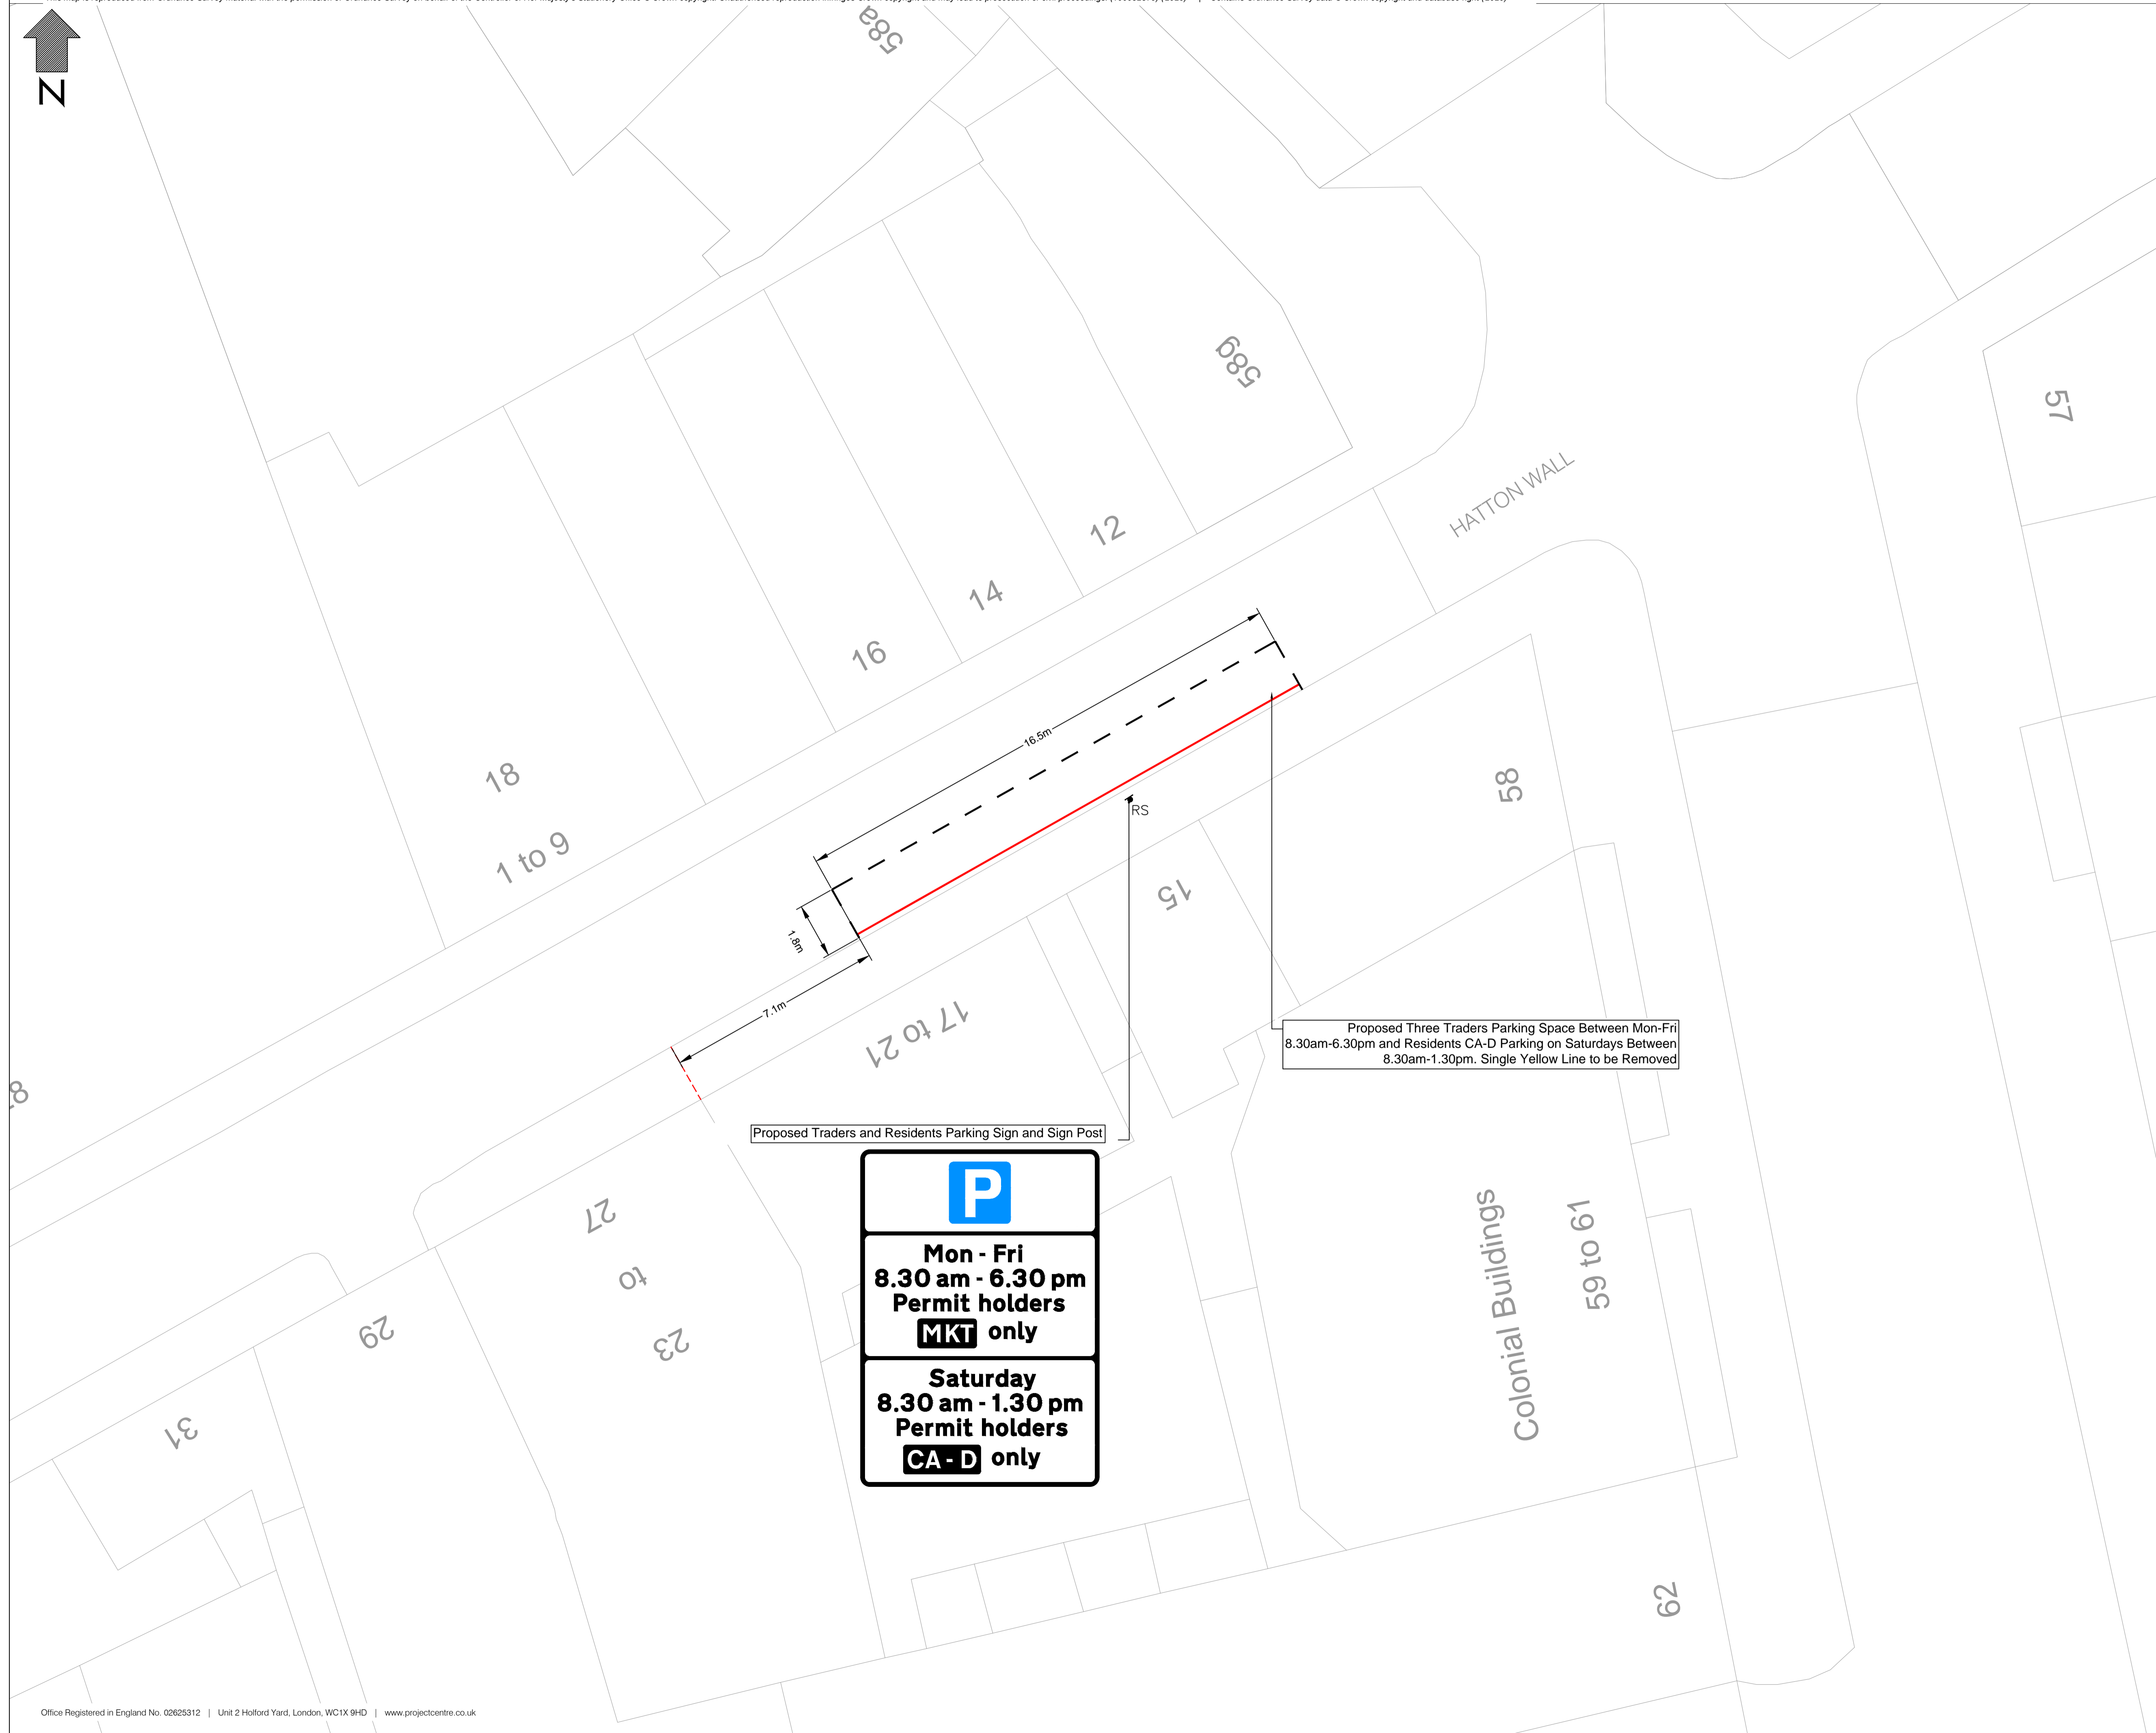 58a
N
58g
57
HATTON WALL
12
14
16
18
1 to 9
16.5m
1.8m
7.1m
RS
58
15
17 to 21
Proposed Three Traders Parking Space Between Mon-Fri
8.30am-6.30pm and Residents CA-D Parking on Saturdays Between
8.30am-1.30pm. Single Yellow Line to be Removed
Proposed Traders and Residents Parking Sign and Sign Post
P
Mon - Fri
8.30 am - 6.30 pm
Permit holders
MKT only
Saturday
8.30 am - 1.30 pm
Permit holders
CA - D only
27
to
23
29
31
Colonial Buildings
59 to 61
62
Office Registered in England No. 02625312 | Unit 2 Holford Yard, London, WC1X 9HD | www.projectcentre.co.uk